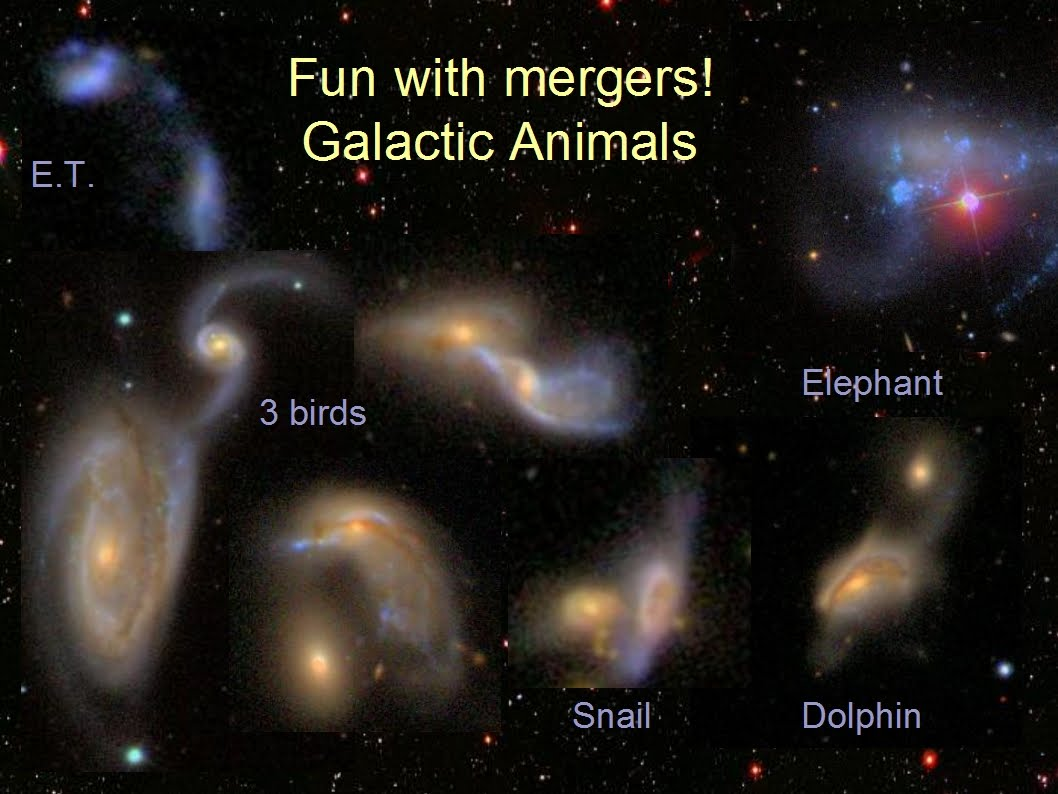 Fun with mergers!
Galactic Animals
E.T.
Elephant
3 birds
Snail
Dolphin